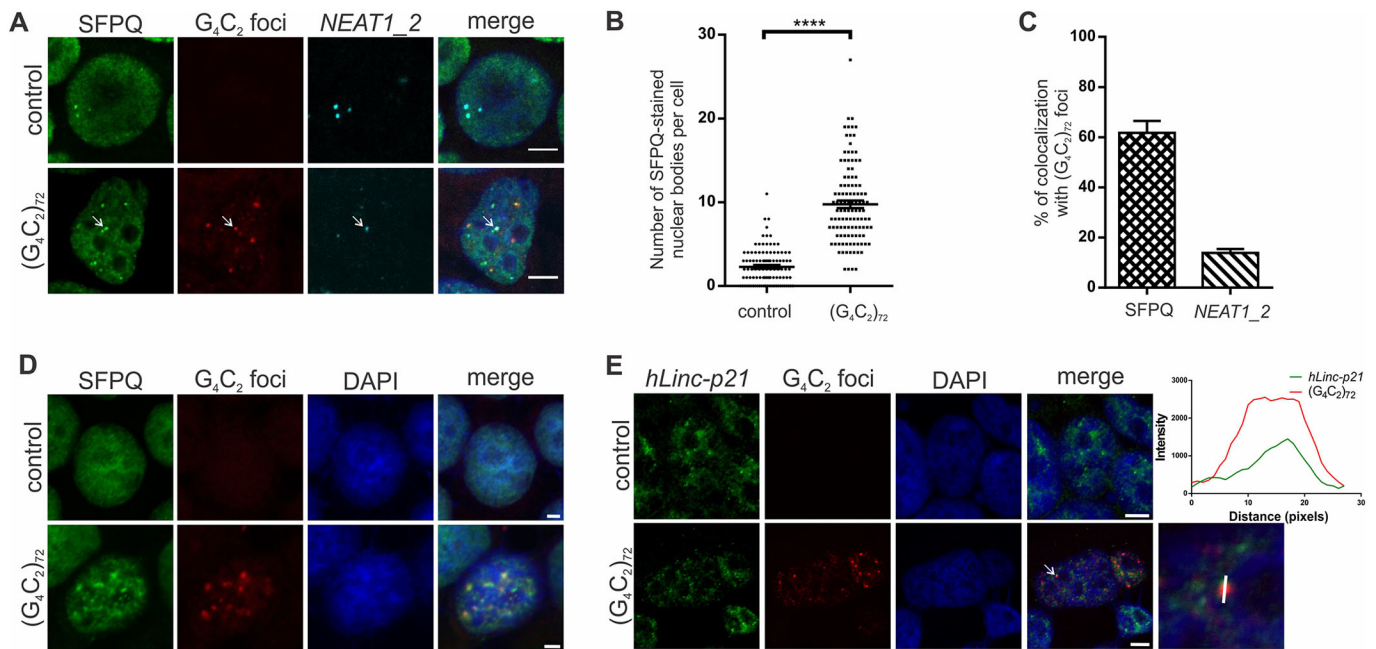 A
SFPQ G₄C₂ foci NEAT1_2 merge
control
(G₄C₂)₇₂
B
Number of SFPQ-stained
nuclear bodies per cell
30
20
10
0
****
control (G₄C₂)₇₂
C
% of colocalization
with (G₄C₂)₇₂ foci
100
80
60
40
20
0
SFPQ NEAT1_2
D
SFPQ G₄C₂ foci DAPI merge
control
(G₄C₂)₇₂
E
hLinc-p21 G₄C₂ foci DAPI merge
control
(G₄C₂)₇₂
hLinc-p21
(G₄C₂)₇₂
Intensity
3000
2000
1000
0
0 10 20 30
Distance (pixels)